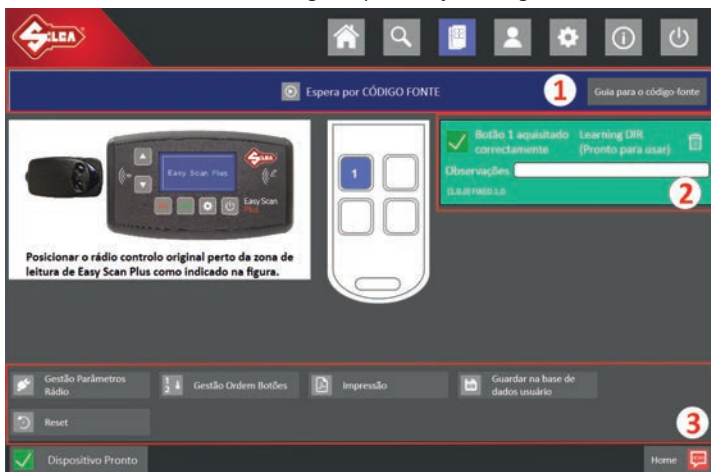 SILCA
Espera por CÓDIGO FONTE
1
Guia para o código-fonte
Easy Scan Plus
SILCA
Easy Scan
Plus
Posicionar o rádio controlo original perto da zona de
leitura de Easy Scan Plus como indicado na figura.
1
Botão 1 aquisitado
correctamente
Learning DIR
(Pronto para usar)
Observações
2
Gestão Parâmetros
Rádio
Gestão Ordem Botões
Impressão
Guardar na base de
dados usuário
Reset
3
Dispositivo Pronto
Home